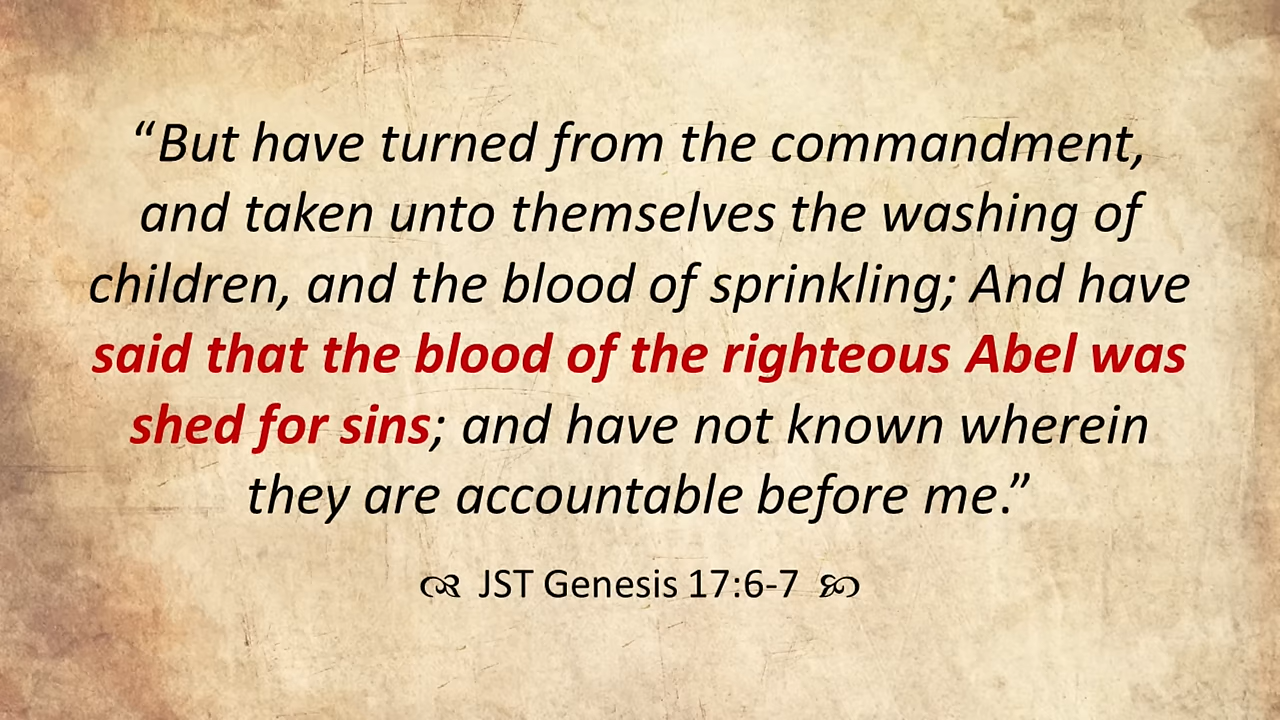 “But have turned from the commandment,
and taken unto themselves the washing of
children, and the blood of sprinkling; And have
said that the blood of the righteous Abel was
shed for sins; and have not known wherein
they are accountable before me.”
JST Genesis 17:6-7